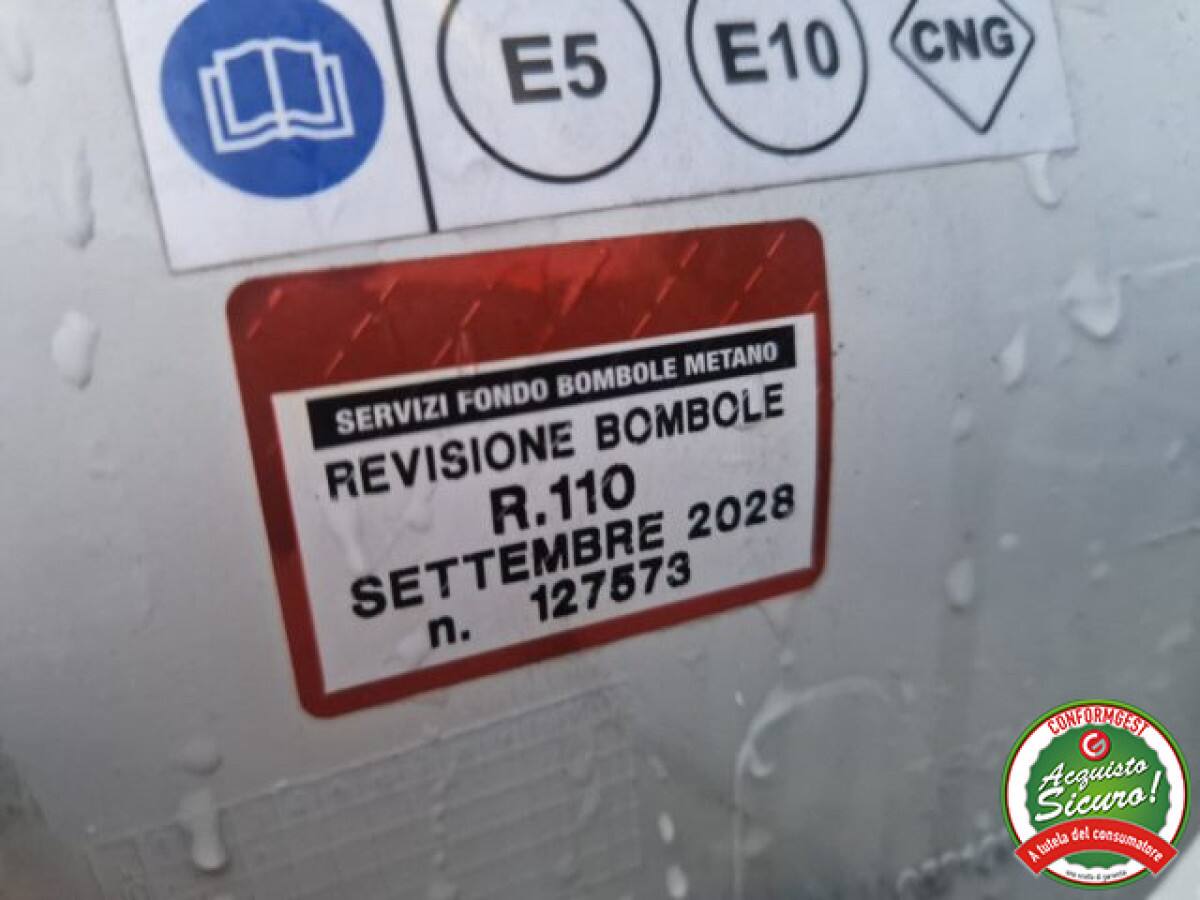 E5 E10 CNG
SERVIZI FONDO BOMBOLE METANO
REVISIONE BOMBOLE
R.110
SETTEMBRE 2028
n. 127573
CONFORMGEST
G
Acquisto
Sicuro!
A tutela del consumatore